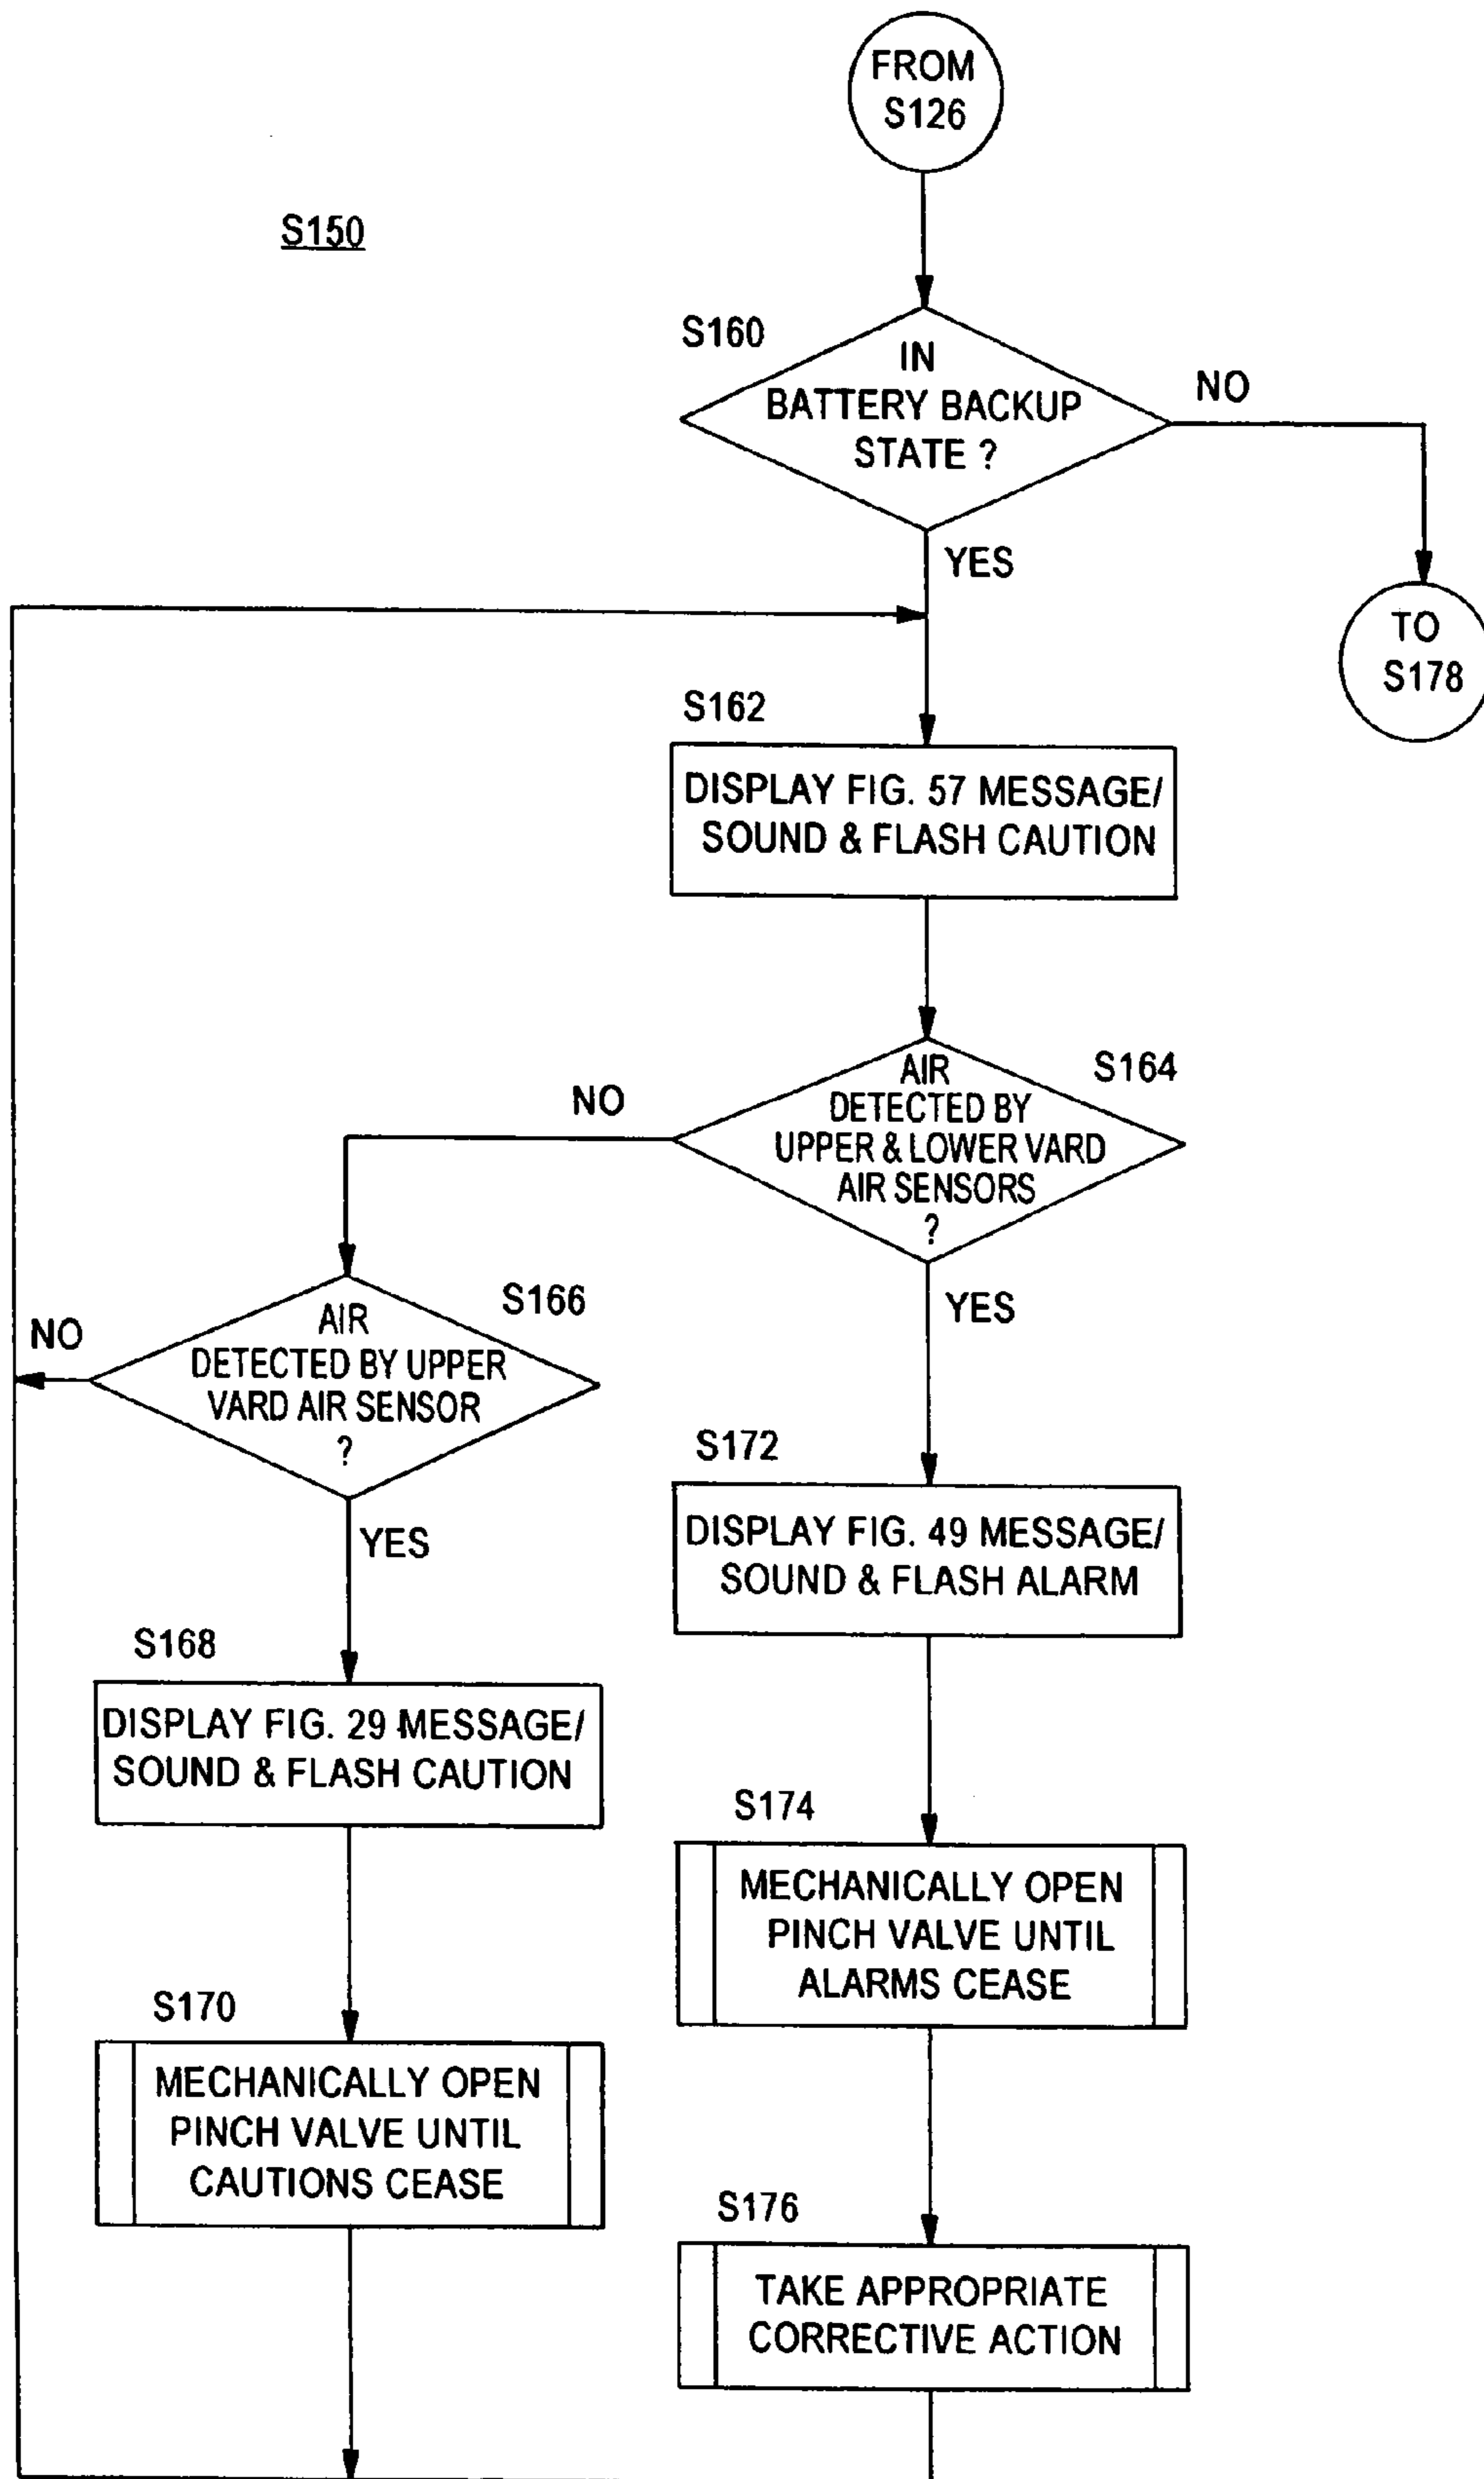 FROM
S126
S150
S160
IN
BATTERY BACKUP
STATE ?
NO
YES
TO
S178
S162
DISPLAY FIG. 57 MESSAGE/
SOUND & FLASH CAUTION
S164
AIR
DETECTED BY
UPPER & LOWER VARD
AIR SENSORS
?
NO
YES
S166
AIR
DETECTED BY UPPER
VARD AIR SENSOR
?
NO
YES
S172
DISPLAY FIG. 49 MESSAGE/
SOUND & FLASH ALARM
S168
DISPLAY FIG. 29 MESSAGE/
SOUND & FLASH CAUTION
S174
MECHANICALLY OPEN
PINCH VALVE UNTIL
ALARMS CEASE
S170
MECHANICALLY OPEN
PINCH VALVE UNTIL
CAUTIONS CEASE
S176
TAKE APPROPRIATE
CORRECTIVE ACTION